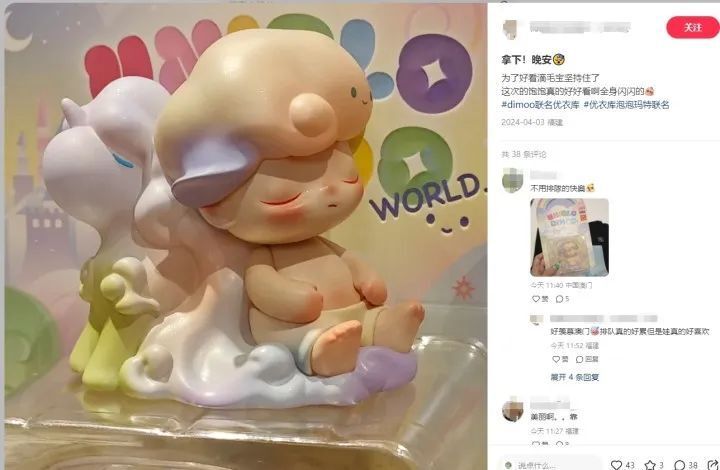 WORLD.
关注
拿下！晚安
为了好看滴毛宝坚持住了
这次的饱饱真的好好看啊全身闪闪的
#dimoo联名优衣库 #优衣库泡泡玛特联名
2024-04-03 福建
共 38 条评论
不用排队的快乐
今天 11:40 中国澳门
赞 5
好羡慕澳门排队真的好累但是娃真的好喜欢
今天 11:52 福建
赞 回复
展开 4 条回复
美丽啊。。靠
今天 11:27 福建
说点什么...
43 3 38